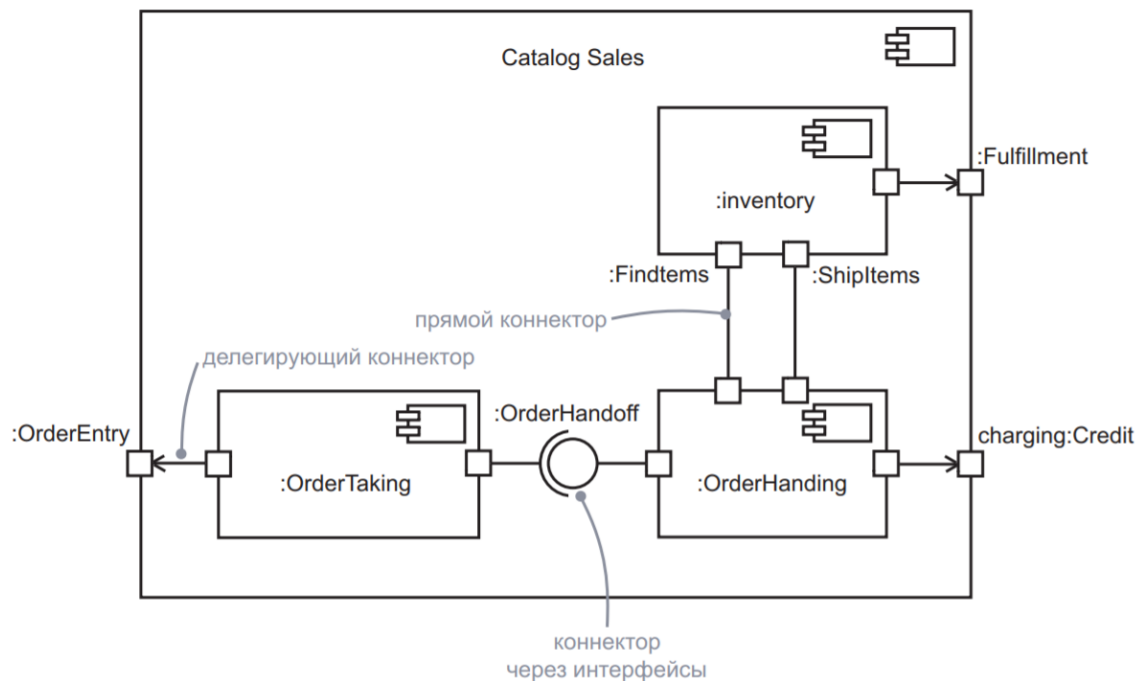 Catalog Sales
:Fulfillment
:inventory
:Findtems
:ShipItems
прямой коннектор
делегирующий коннектор
:OrderHandoff
:OrderEntry
charging:Credit
:OrderTaking
:OrderHanding
коннектор
через интерфейсы